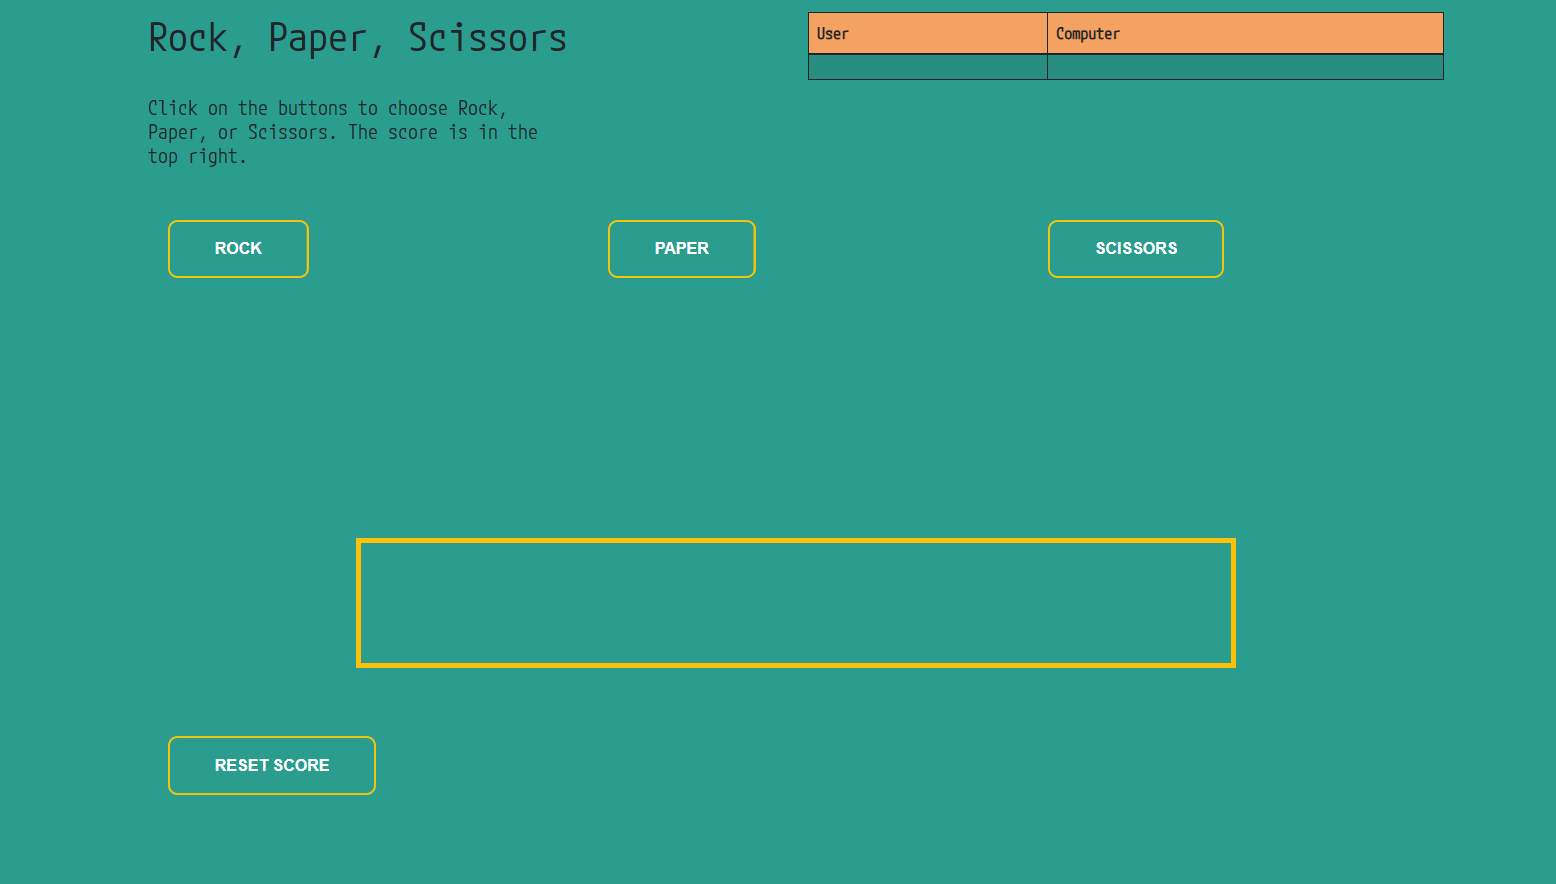 Rock, Paper, Scissors
User Computer
Click on the buttons to choose Rock,
Paper, or Scissors. The score is in the
top right.
ROCK
PAPER
SCISSORS
RESET SCORE